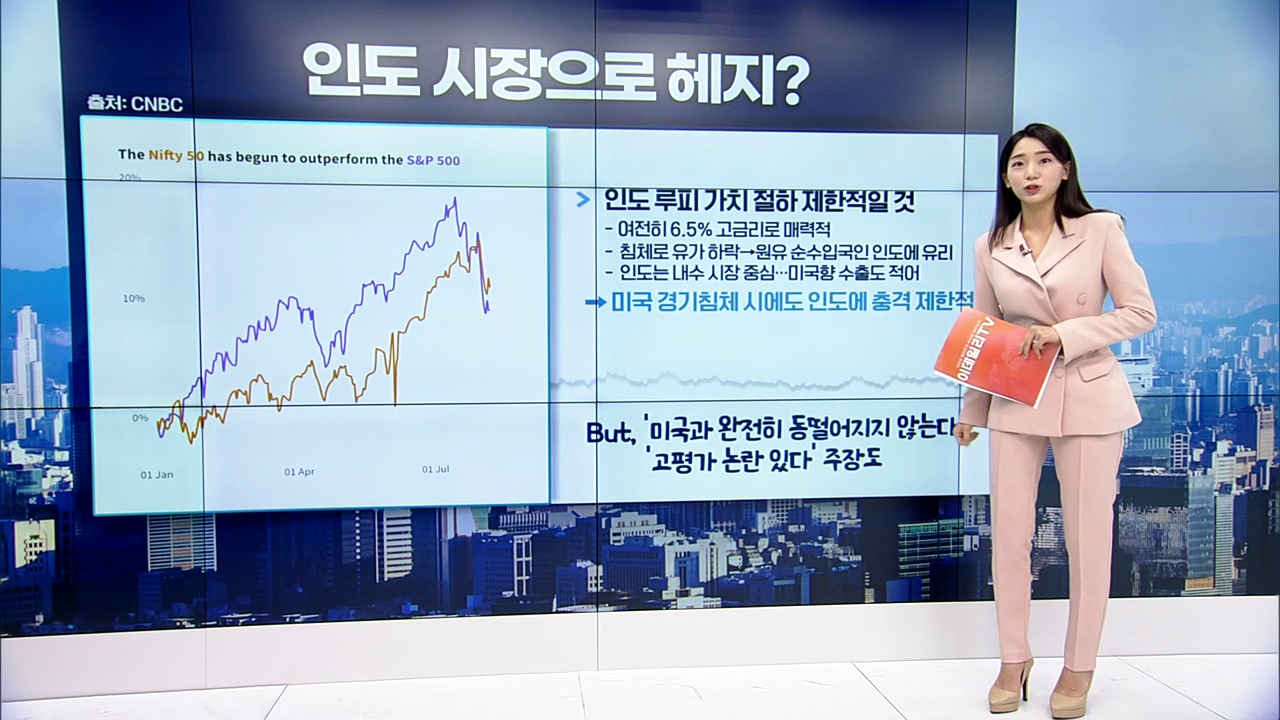 인도 시장으로 헤지?
출처: CNBC
The Nifty 50 has begun to outperform the S&P 500
20%
10%
0%
01 Jan
01 Apr
01 Jul
> 인도 루피 가치 절하 제한적일 것
- 여전히 6.5% 고금리로 매력적
- 침체로 유가 하락→원유 순수입국인 인도에 유리
- 인도는 내수 시장 중심…미국향 수출도 적어
➡ 미국 경기침체 시에도 인도에 충격 제한적
But, '미국과 완전히 동떨어지지 않는다
'고평가 논란 있다' 주장도
이데일리TV